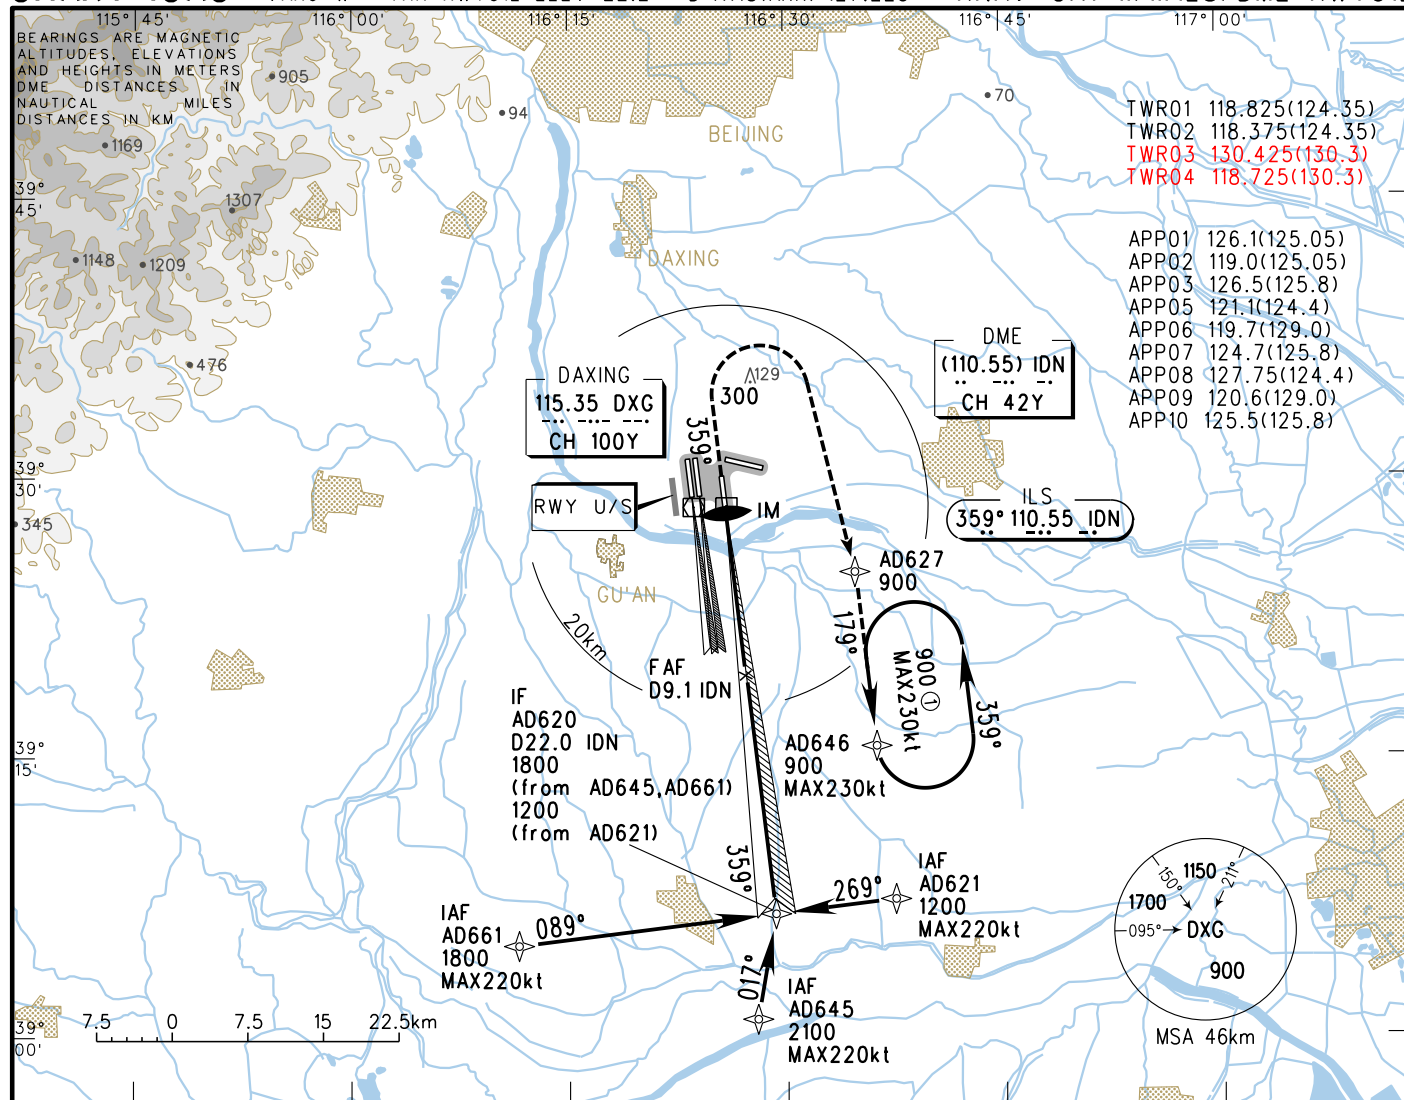 115°45'
116°00'
116°15'
116°30'
116°45'
117°00'
BEARINGS ARE MAGNETIC
ALTITUDES, ELEVATIONS
AND HEIGHTS IN METERS
DME DISTANCES IN
NAUTICAL MILES
DISTANCES IN KM
905
94
70
1169
1307
1148
1209
476
345
800
400
100
BEIJING
DAXING
TWR01 118.825(124.35)
TWR02 118.375(124.35)
TWR03 130.425(130.3)
TWR04 118.725(130.3)
APP01 126.1(125.05)
APP02 119.0(125.05)
APP03 126.5(125.8)
APP05 121.1(124.4)
APP06 119.7(129.0)
APP07 124.7(125.8)
APP08 127.75(124.4)
APP09 120.6(129.0)
APP10 125.5(125.8)
39°
45'
39°
30'
39°
15'
39°
00'
DAXING
115.35 DXG
CH 100Y
DME
(110.55) IDN
CH 42Y
300
129
359°
RWY U/S
IM
ILS
359° 110.55 IDN
GU'AN
20km
AD627
900
179°
900 ①
MAX230kt
359°
FAF
D9.1 IDN
IF
AD620
D22.0 IDN
1800
(from AD645,AD661)
1200
(from AD621)
AD646
900
MAX230kt
359°
IAF
AD621
1200
MAX220kt
269°
IAF
AD661
1800
MAX220kt
089°
017°
IAF
AD645
2100
MAX220kt
7.5 0 7.5 15 22.5km
150°
1150
211°
1700
095°
DXG
900
MSA 46km